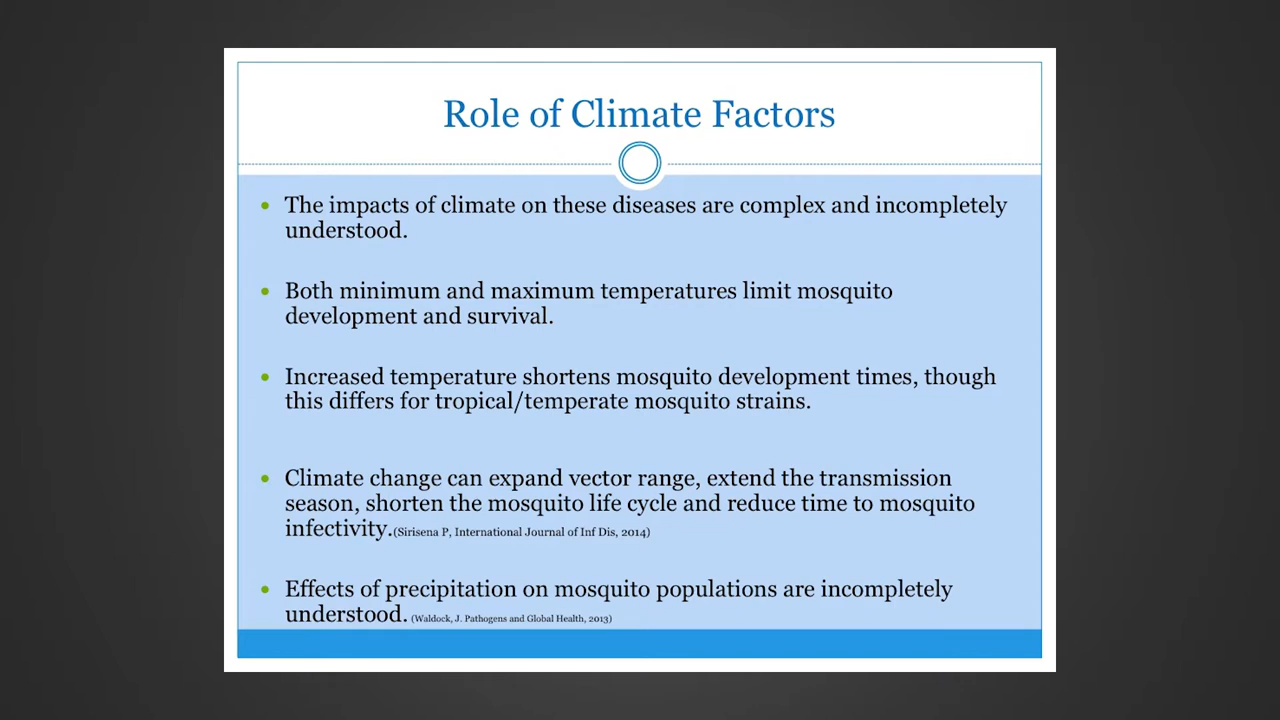 Role of Climate Factors
• The impacts of climate on these diseases are complex and incompletely
understood.
• Both minimum and maximum temperatures limit mosquito
development and survival.
• Increased temperature shortens mosquito development times, though
this differs for tropical/temperate mosquito strains.
• Climate change can expand vector range, extend the transmission
season, shorten the mosquito life cycle and reduce time to mosquito
infectivity.(Sirisena P, International Journal of Inf Dis, 2014)
• Effects of precipitation on mosquito populations are incompletely
understood. (Waldock, J. Pathogens and Global Health, 2013)